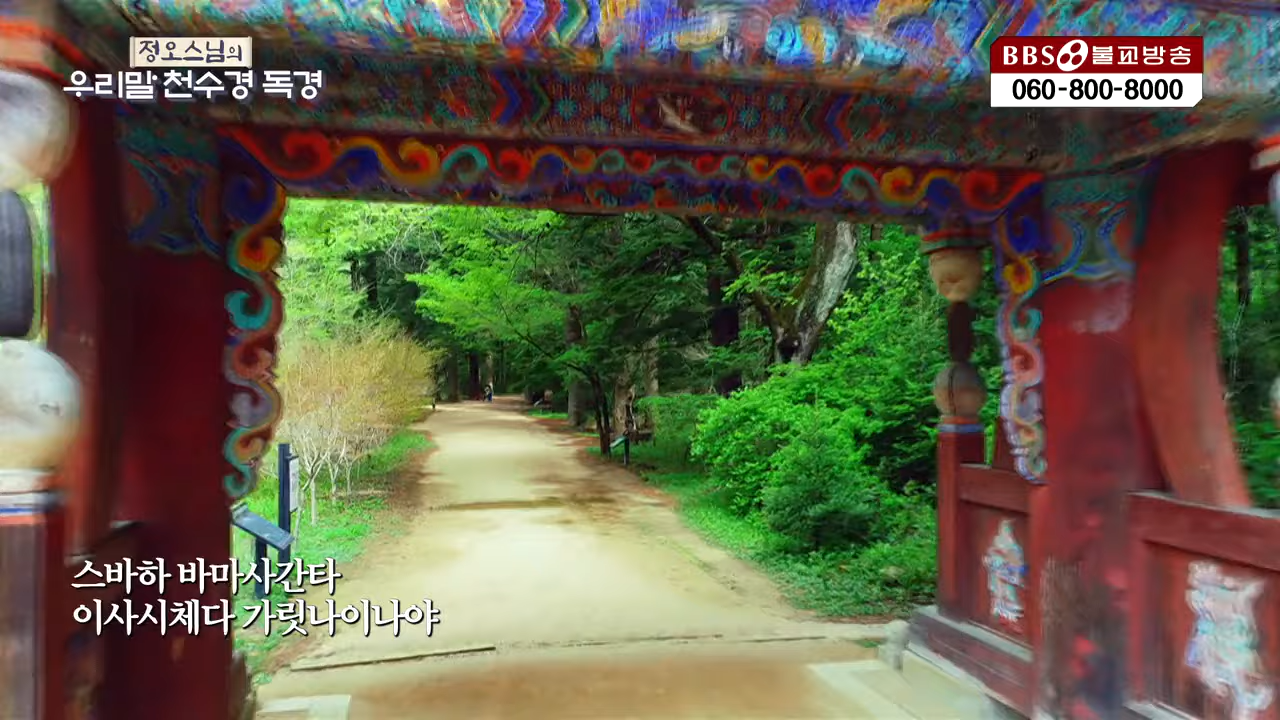 정오스님의
우리말 천수경 독경
BBS 불교방송
060-800-8000
스바하 바마사간타
이사시체다 가릿나이나야